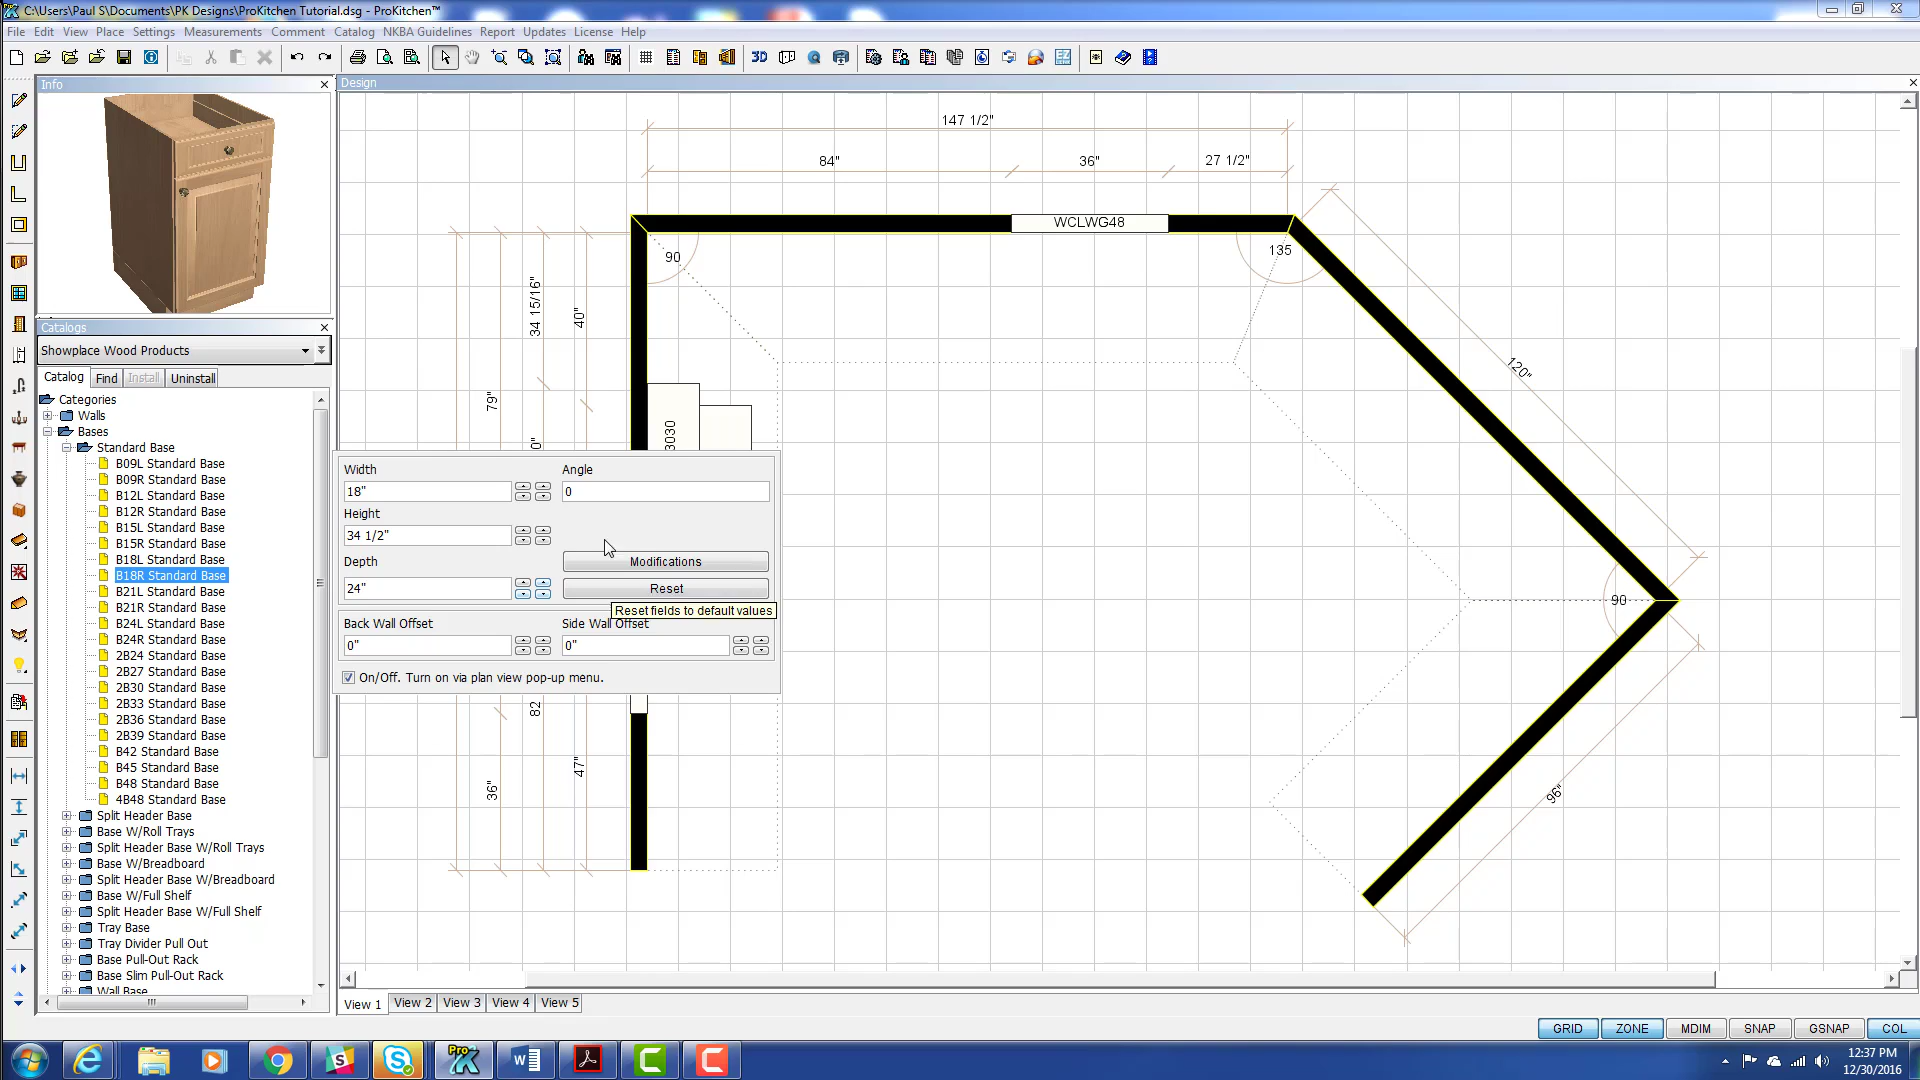 C:\Users\Paul S\Documents\PK Designs\ProKitchen Tutorial.dsg - ProKitchen™
File Edit View Place Settings Measurements Comment Catalog NKBA Guidelines Report Updates License Help
3D
Info
Design
Catalogs
Showplace Wood Products
Catalog Find Install Uninstall
Categories
Walls
Bases
Standard Base
B09L Standard Base
B09R Standard Base
B12L Standard Base
B12R Standard Base
B15L Standard Base
B15R Standard Base
B18L Standard Base
B18R Standard Base
B21L Standard Base
B21R Standard Base
B24L Standard Base
B24R Standard Base
2B24 Standard Base
2B27 Standard Base
2B30 Standard Base
2B33 Standard Base
2B36 Standard Base
2B39 Standard Base
B42 Standard Base
B45 Standard Base
B48 Standard Base
4B48 Standard Base
Split Header Base
Base W/Roll Trays
Split Header Base W/Roll Trays
Base W/Breadboard
Split Header Base W/Breadboard
Base W/Full Shelf
Split Header Base W/Full Shelf
Tray Base
Tray Divider Pull Out
Base Pull-Out Rack
Base Slim Pull-Out Rack
Wall Base
147 1/2"
84" 36" 27 1/2"
WCLWG48
90
135
34 15/16"
40"
79"
0"
3030
120"
90
96"
82
47"
36"
Width
18"
Angle
0
Height
34 1/2"
Depth
24"
Modifications
Reset
Reset fields to default values
Back Wall Offset
0"
Side Wall Offset
0"
On/Off. Turn on via plan view pop-up menu.
View 1 View 2 View 3 View 4 View 5
GRID ZONE MDIM SNAP GSNAP COL
Pro
12:37 PM
12/30/2016